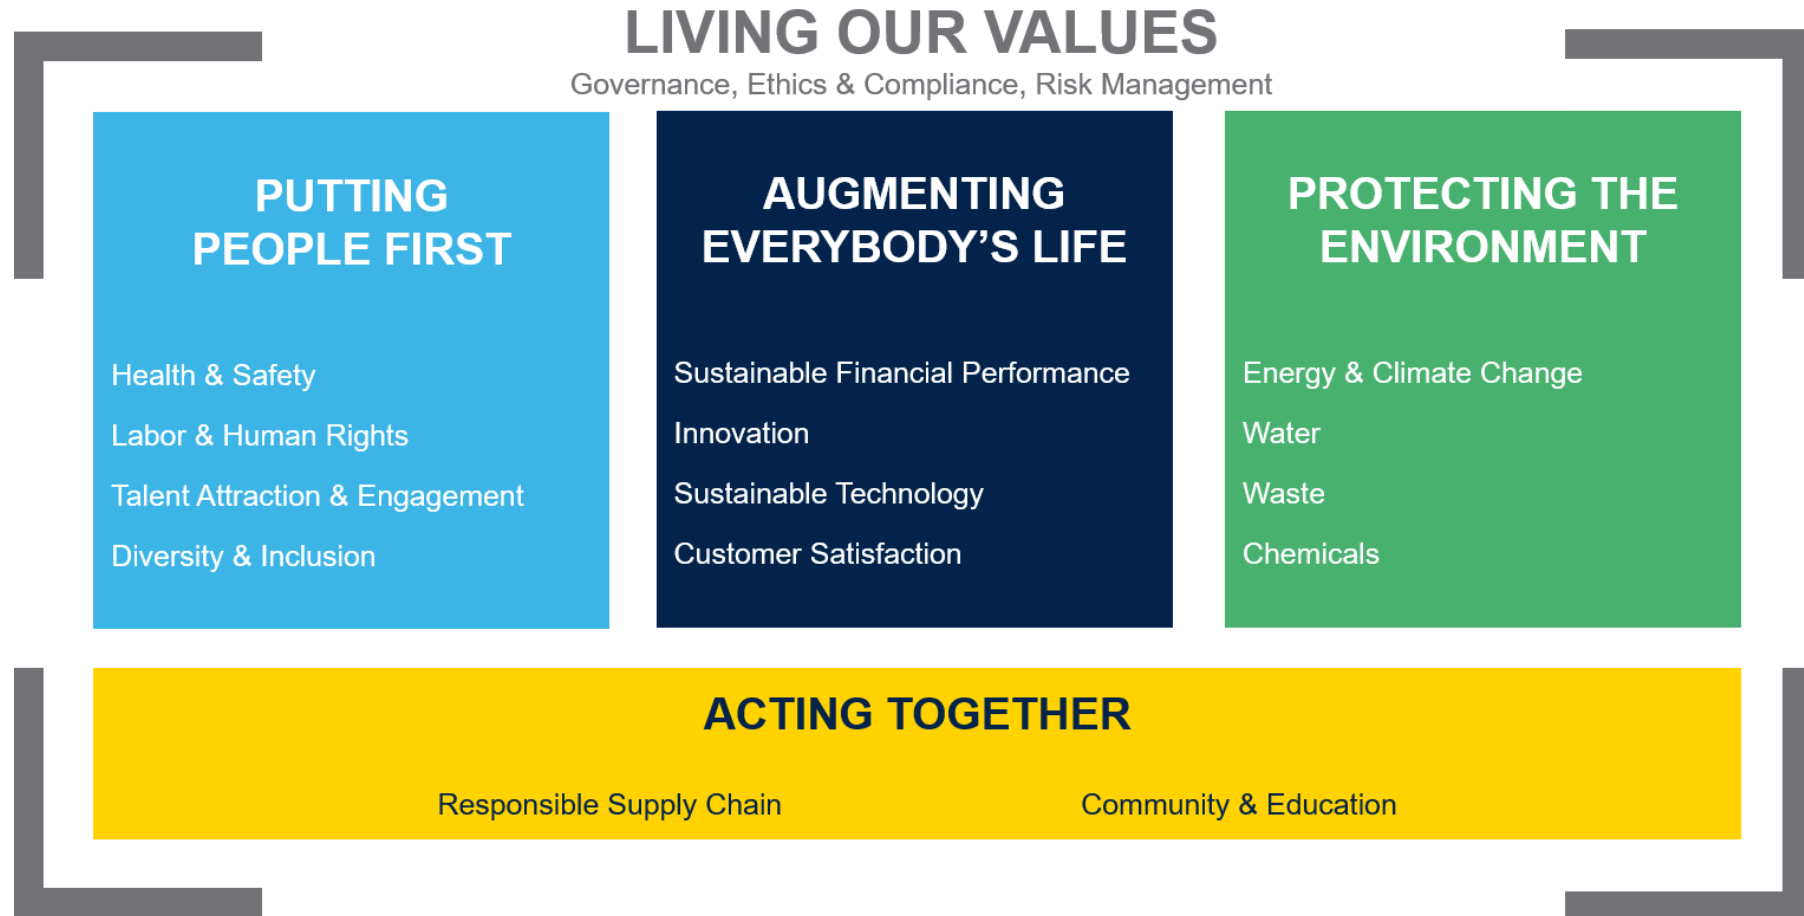 LIVING OUR VALUES
Governance, Ethics & Compliance, Risk Management
PUTTING
PEOPLE FIRST
Health & Safety
Labor & Human Rights
Talent Attraction & Engagement
Diversity & Inclusion
AUGMENTING
EVERYBODY’S LIFE
Sustainable Financial Performance
Innovation
Sustainable Technology
Customer Satisfaction
PROTECTING THE
ENVIRONMENT
Energy & Climate Change
Water
Waste
Chemicals
ACTING TOGETHER
Responsible Supply Chain
Community & Education